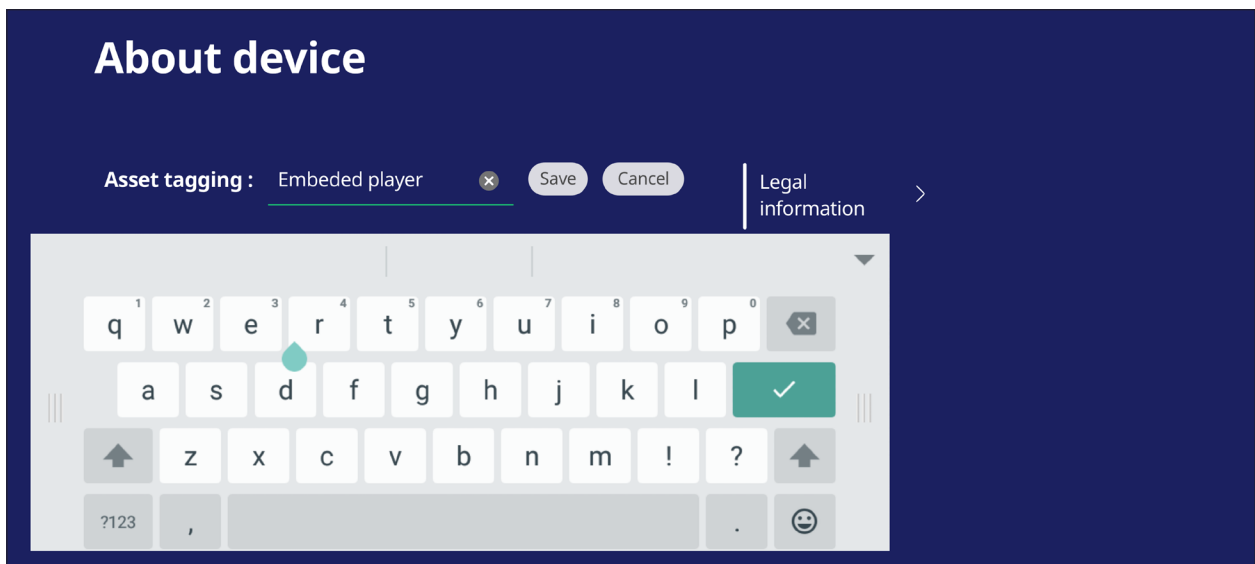 About device
Asset tagging : Embeded player Save Cancel
Legal
information
1 2 3 4 5 6 7 8 9 0
q w e r t y u i o p
a s d f g h j k l
z x c v b n m ! ?
?123 , .